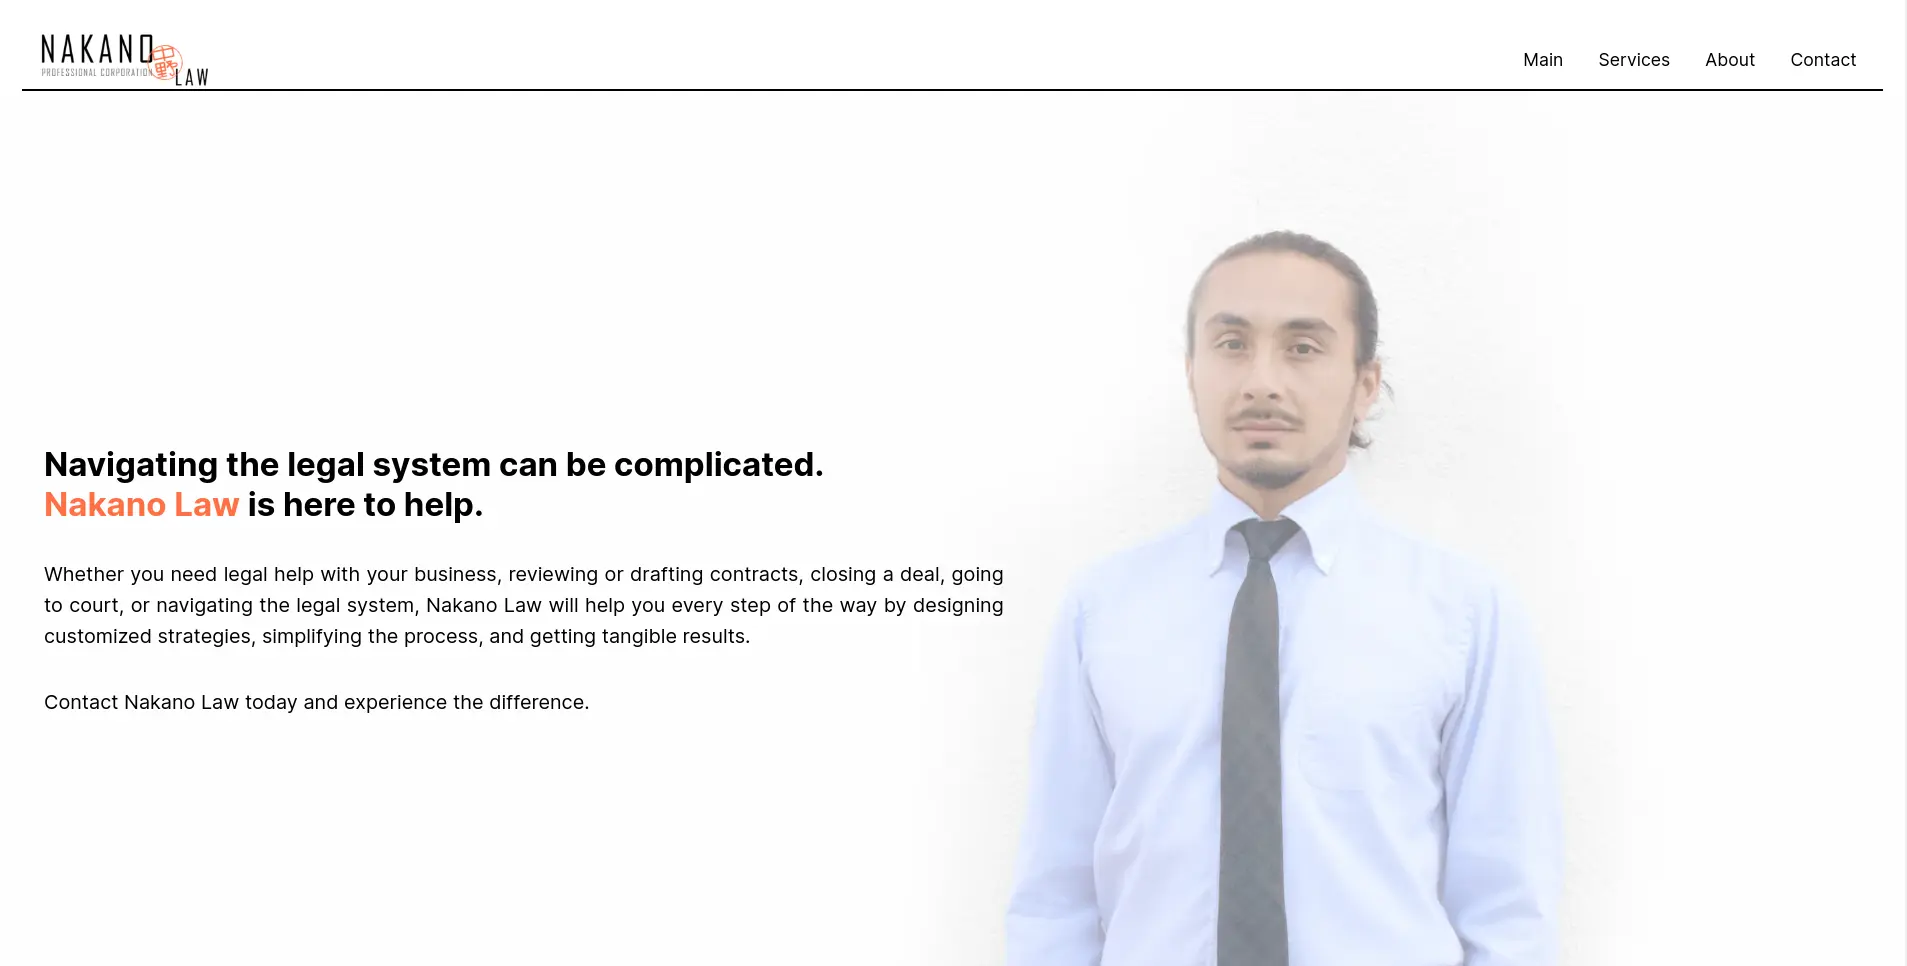 NAKANO
PROFESSIONAL CORPORATION
中野
LAW
Main Services About Contact
Navigating the legal system can be complicated.
Nakano Law is here to help.
Whether you need legal help with your business, reviewing or drafting contracts, closing a deal, going
to court, or navigating the legal system, Nakano Law will help you every step of the way by designing
customized strategies, simplifying the process, and getting tangible results.
Contact Nakano Law today and experience the difference.